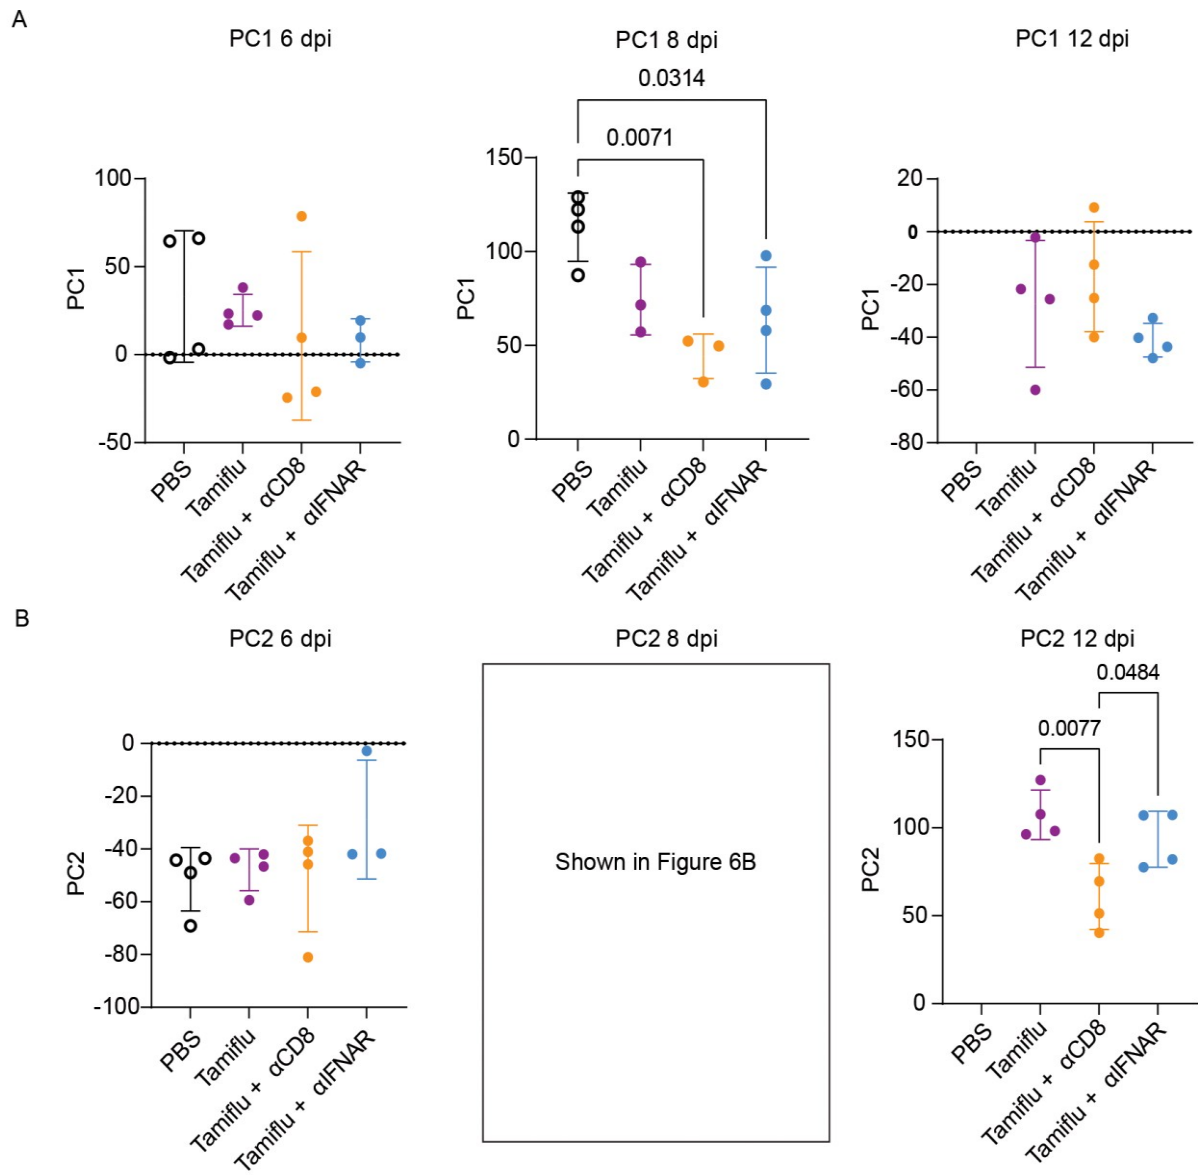 A
PC1 6 dpi
PC1 8 dpi
PC1 12 dpi
0.0314
0.0071
PC1
100
50
0
-50
PBS
Tamiflu
Tamiflu + αCD8
Tamiflu + αIFNAR
PC1
150
100
50
0
PBS
Tamiflu
Tamiflu + αCD8
Tamiflu + αIFNAR
PC1
20
0
-20
-40
-60
-80
PBS
Tamiflu
Tamiflu + αCD8
Tamiflu + αIFNAR
B
PC2 6 dpi
PC2 8 dpi
PC2 12 dpi
PC2
0
-20
-40
-60
-80
-100
PBS
Tamiflu
Tamiflu + αCD8
Tamiflu + αIFNAR
Shown in Figure 6B
0.0484
0.0077
PC2
150
100
50
0
PBS
Tamiflu
Tamiflu + αCD8
Tamiflu + αIFNAR